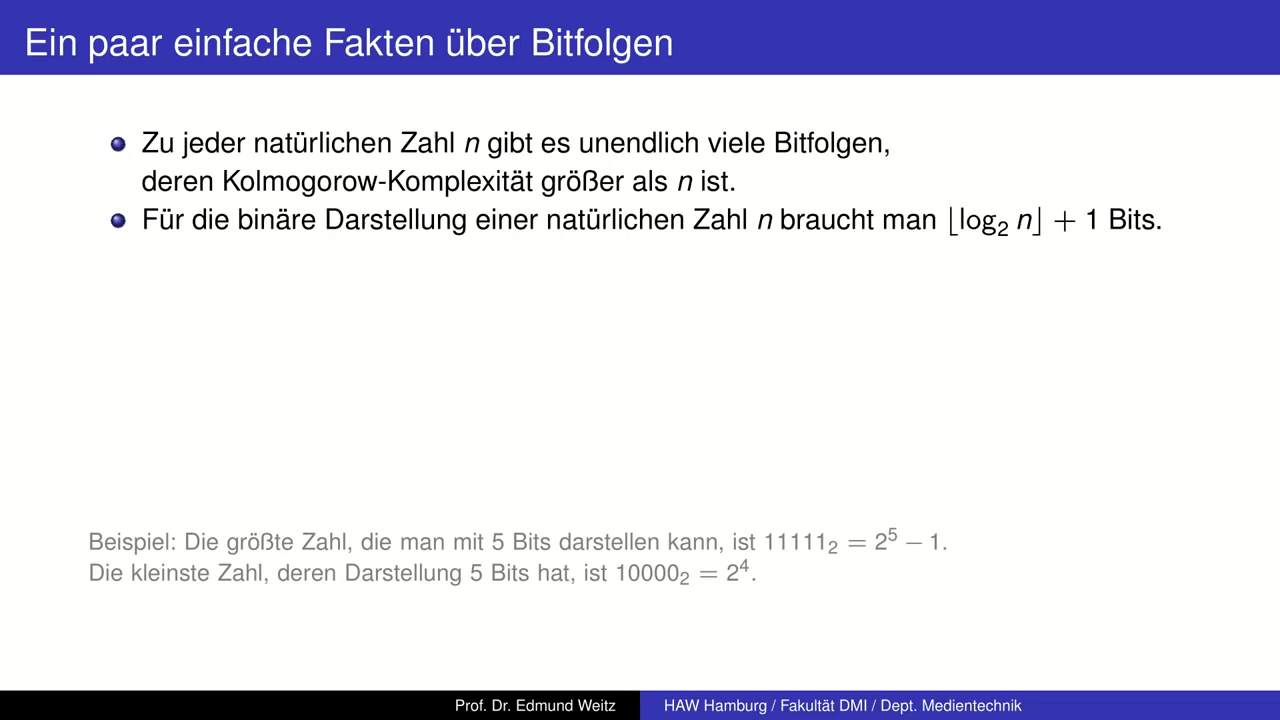 Ein paar einfache Fakten über Bitfolgen
Zu jeder natürlichen Zahl n gibt es unendlich viele Bitfolgen,
deren Kolmogorow-Komplexität größer als n ist.
Für die binäre Darstellung einer natürlichen Zahl n braucht man ⌊log₂ n⌋ + 1 Bits.
Beispiel: Die größte Zahl, die man mit 5 Bits darstellen kann, ist 11111₂ = 2⁵ − 1.
Die kleinste Zahl, deren Darstellung 5 Bits hat, ist 10000₂ = 2⁴.
Prof. Dr. Edmund Weitz HAW Hamburg / Fakultät DMI / Dept. Medientechnik